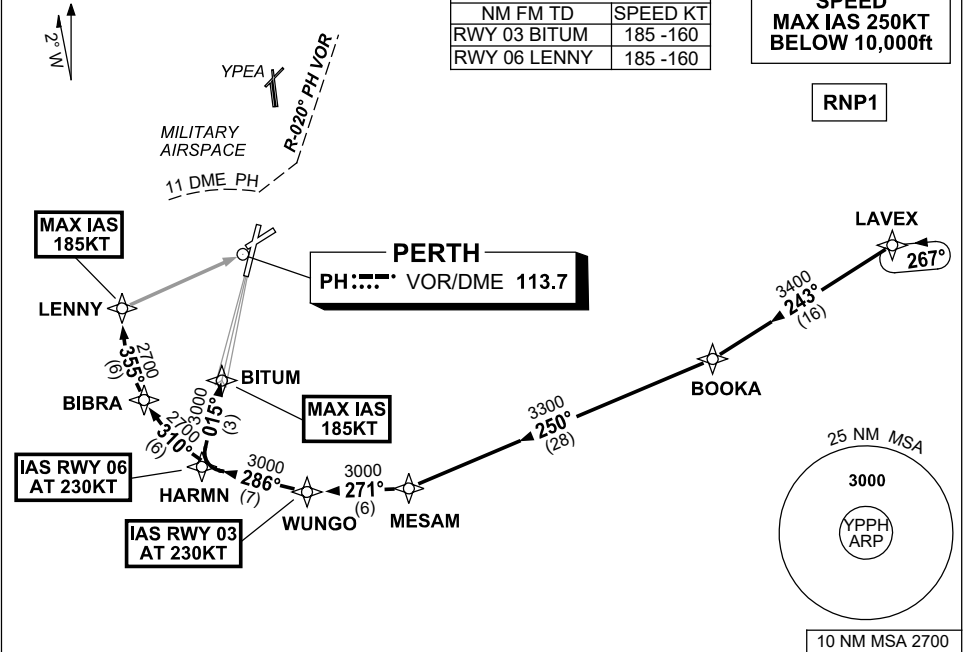 2° W
NM FM TD SPEED KT
RWY 03 BITUM 185 -160
RWY 06 LENNY 185 -160
SPEED
MAX IAS 250KT
BELOW 10,000ft
RNP1
YPEA
R-020° PH VOR
MILITARY
AIRSPACE
11 DME PH
MAX IAS
185KT
PERTH
PH VOR/DME 113.7
LAVEX
267°
3400
243°
(16)
LENNY
BOOKA
2700
355°
(6)
BITUM
BIBRA
3000
015°
(3)
MAX IAS
185KT
3300
250°
(28)
2700
310°
(6)
IAS RWY 06
AT 230KT
HARMN
3000
286°
(7)
3000
271°
(6)
WUNGO
MESAM
IAS RWY 03
AT 230KT
25 NM MSA
3000
YPPH
ARP
10 NM MSA 2700